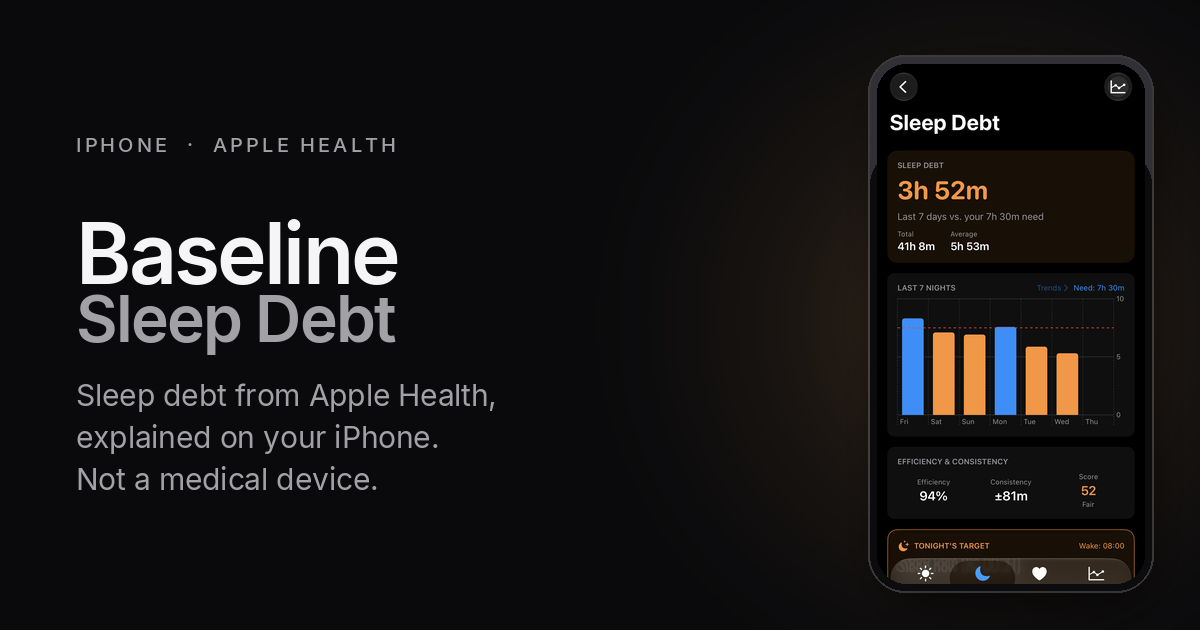 IPHONE · APPLE HEALTH
Baseline
Sleep Debt
Sleep debt from Apple Health,
explained on your iPhone.
Not a medical device.
Sleep Debt
SLEEP DEBT
3h 52m
Last 7 days vs. your 7h 30m need
Total Average
41h 8m 5h 53m
LAST 7 NIGHTS Trends > Need: 7h 30m
10
5
0
Fri Sat Sun Mon Tue Wed Thu
EFFICIENCY & CONSISTENCY
Efficiency Consistency Score
94% ±81m 52
Fair
TONIGHT'S TARGET Wake: 08:00